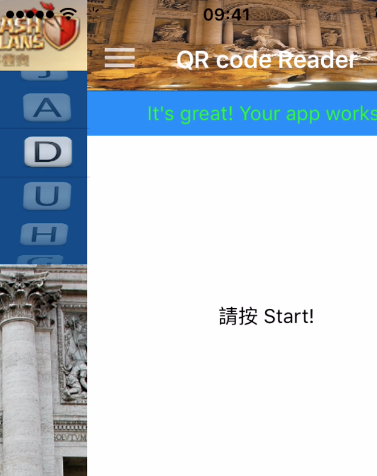 09:41
QR code Reader
It's great! Your app works
請按 Start!
A
D
U
H